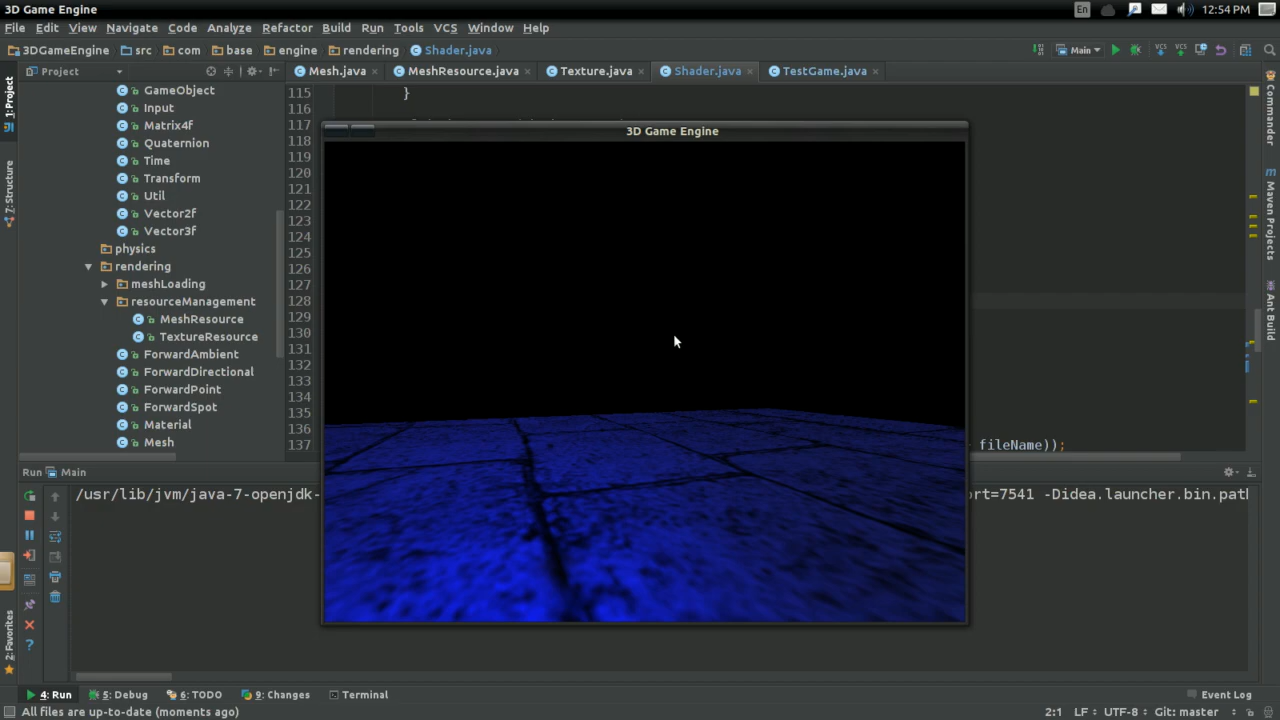 3D Game Engine
En
12:54 PM
File Edit View Navigate Code Analyze Refactor Build Run Tools VCS Window Help
3DGameEngine src com base engine rendering Shader.java
Main
VCS VCS
Project
Mesh.java MeshResource.java Texture.java Shader.java TestGame.java
1: Project
7: Structure
2: Favorites
GameObject
Input
Matrix4f
Quaternion
Time
Transform
Util
Vector2f
Vector3f
physics
rendering
meshLoading
resourceManagement
MeshResource
TextureResource
ForwardAmbient
ForwardDirectional
ForwardPoint
ForwardSpot
Material
Mesh
115 }
116
117
118
119
120
121
122
123
124
125
126
127
128
129
130
131
132
133
134
135
136
137
3D Game Engine
fileName));
Commander
Maven Projects
Ant Build
Run Main
/usr/lib/jvm/java-7-openjdk-
ort=7541 -Didea.launcher.bin.path
4: Run 5: Debug 6: TODO 9: Changes Terminal Event Log
All files are up-to-date (moments ago)
2:1 LF UTF-8 Git: master